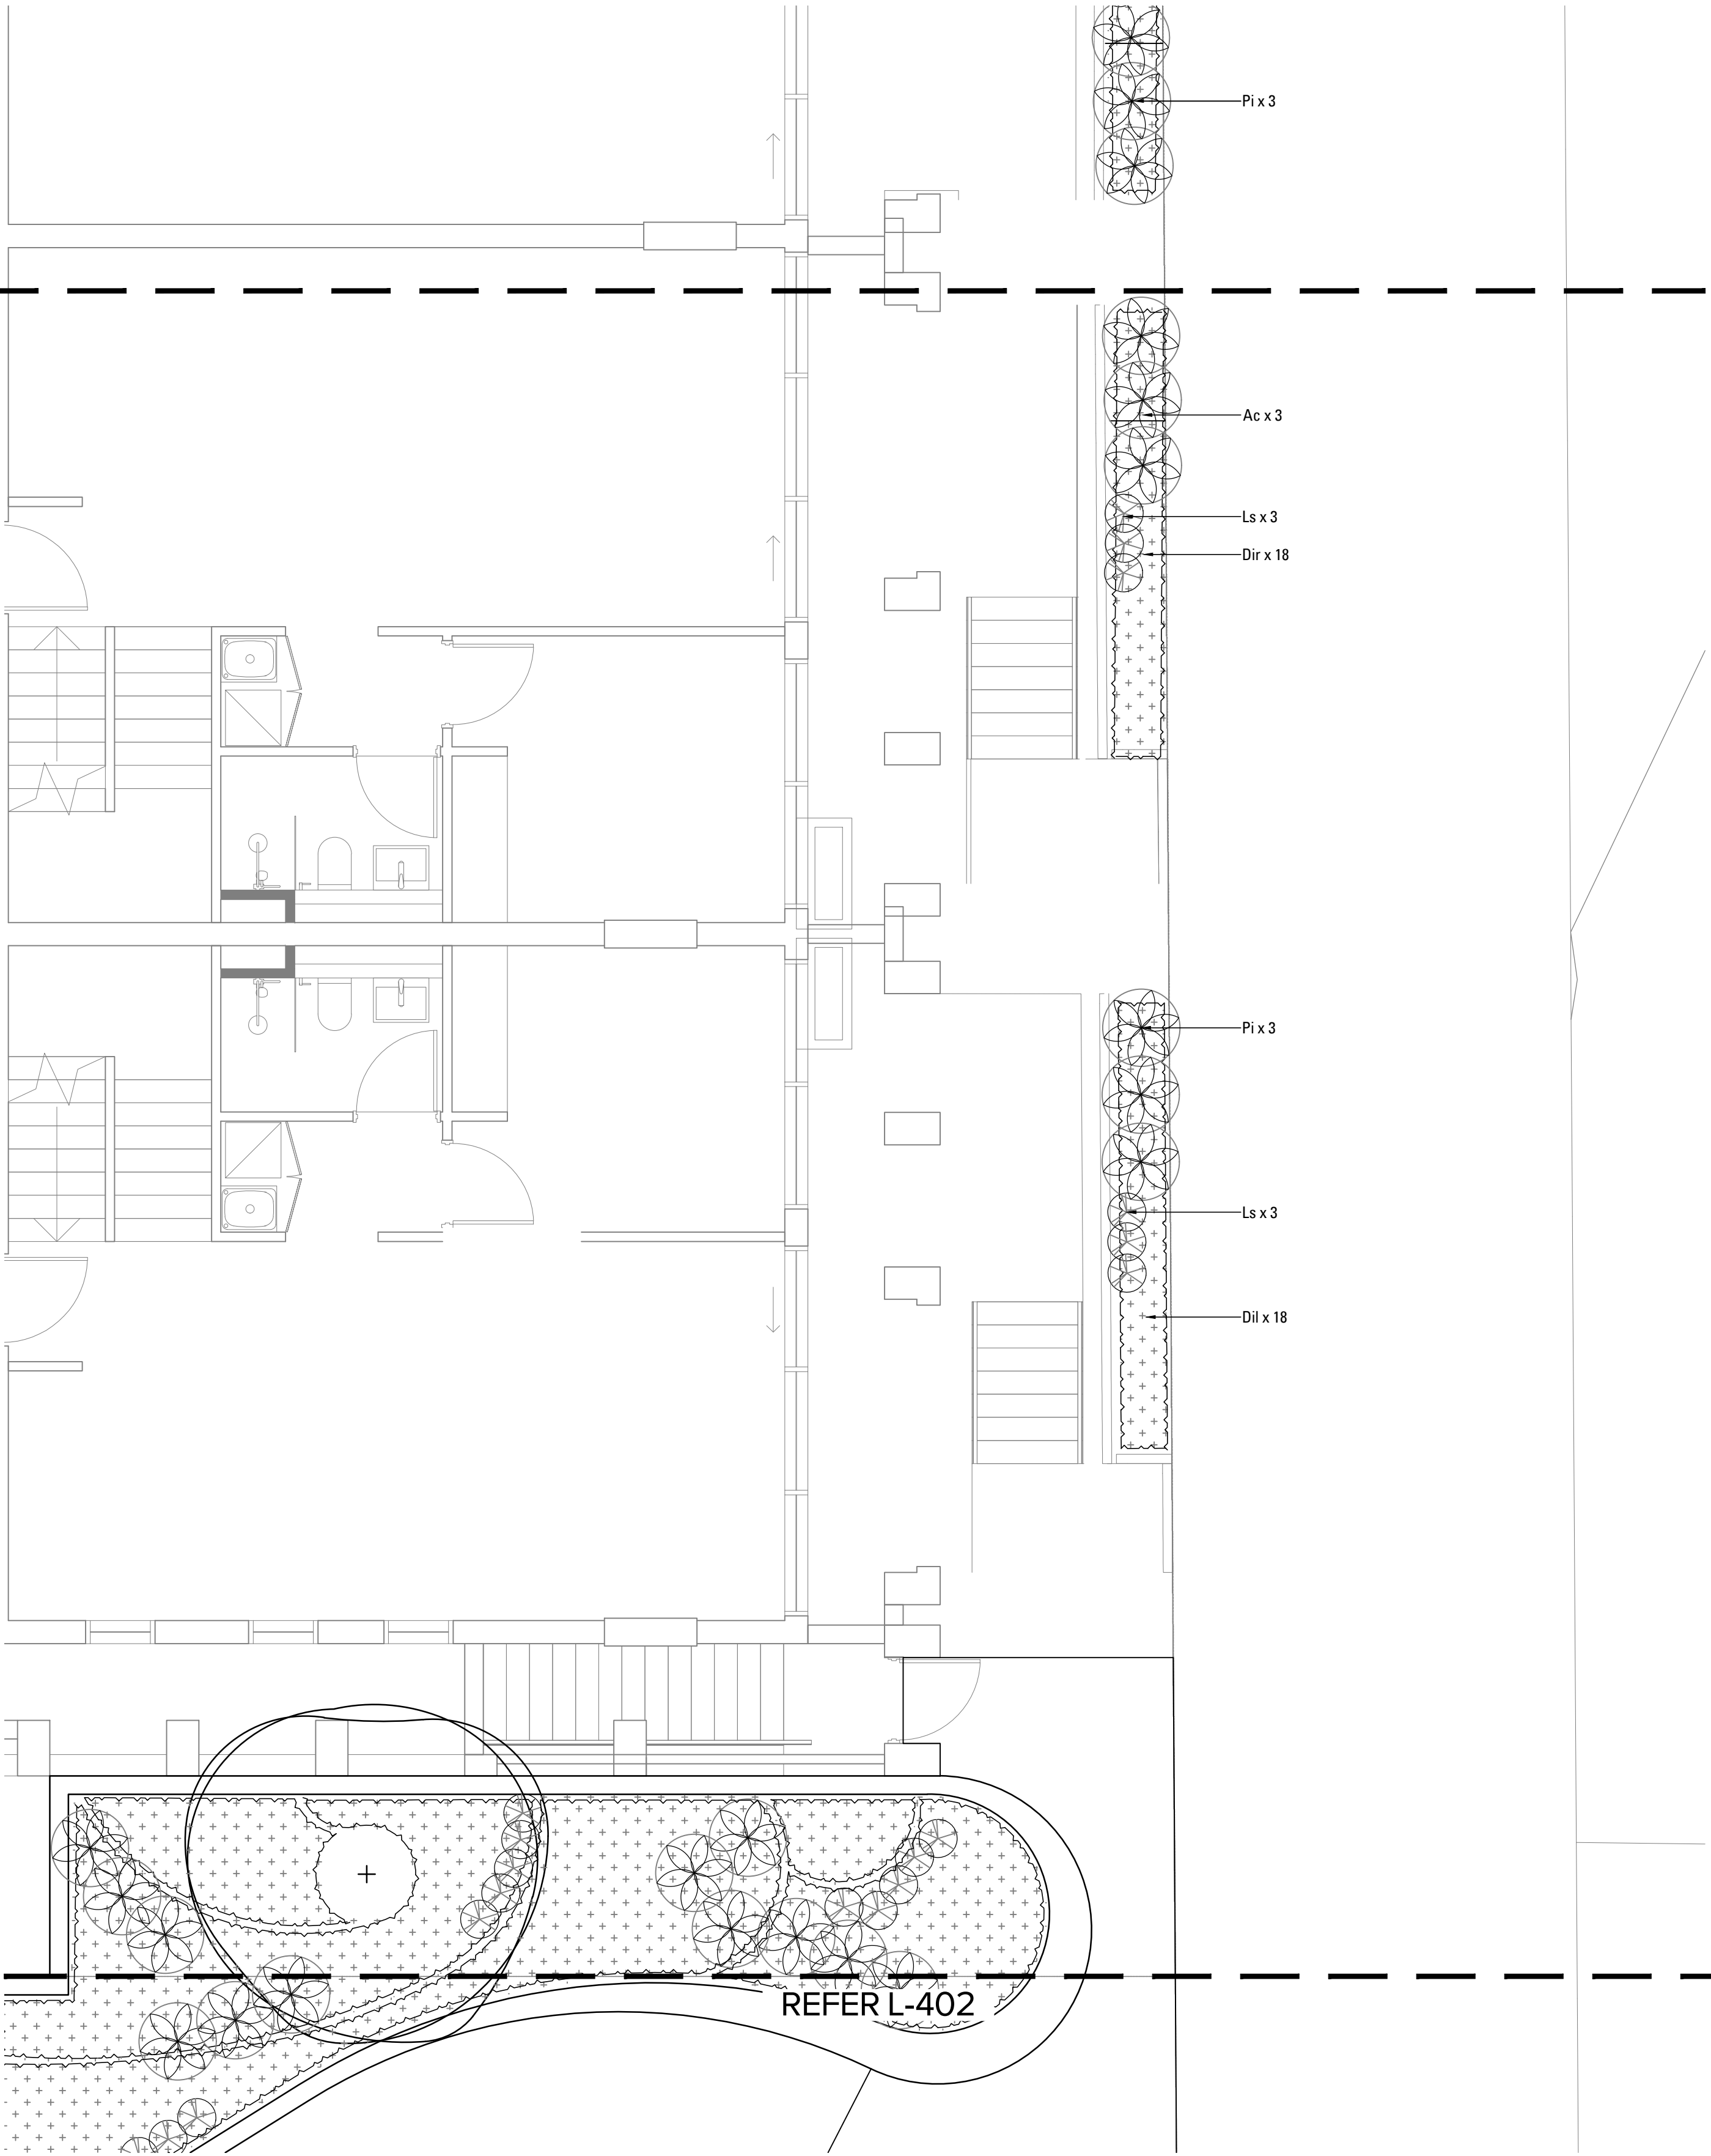 Pi x 3
Ac x 3
Ls x 3
Dir x 18
Pi x 3
Ls x 3
Dil x 18
REFER L-402